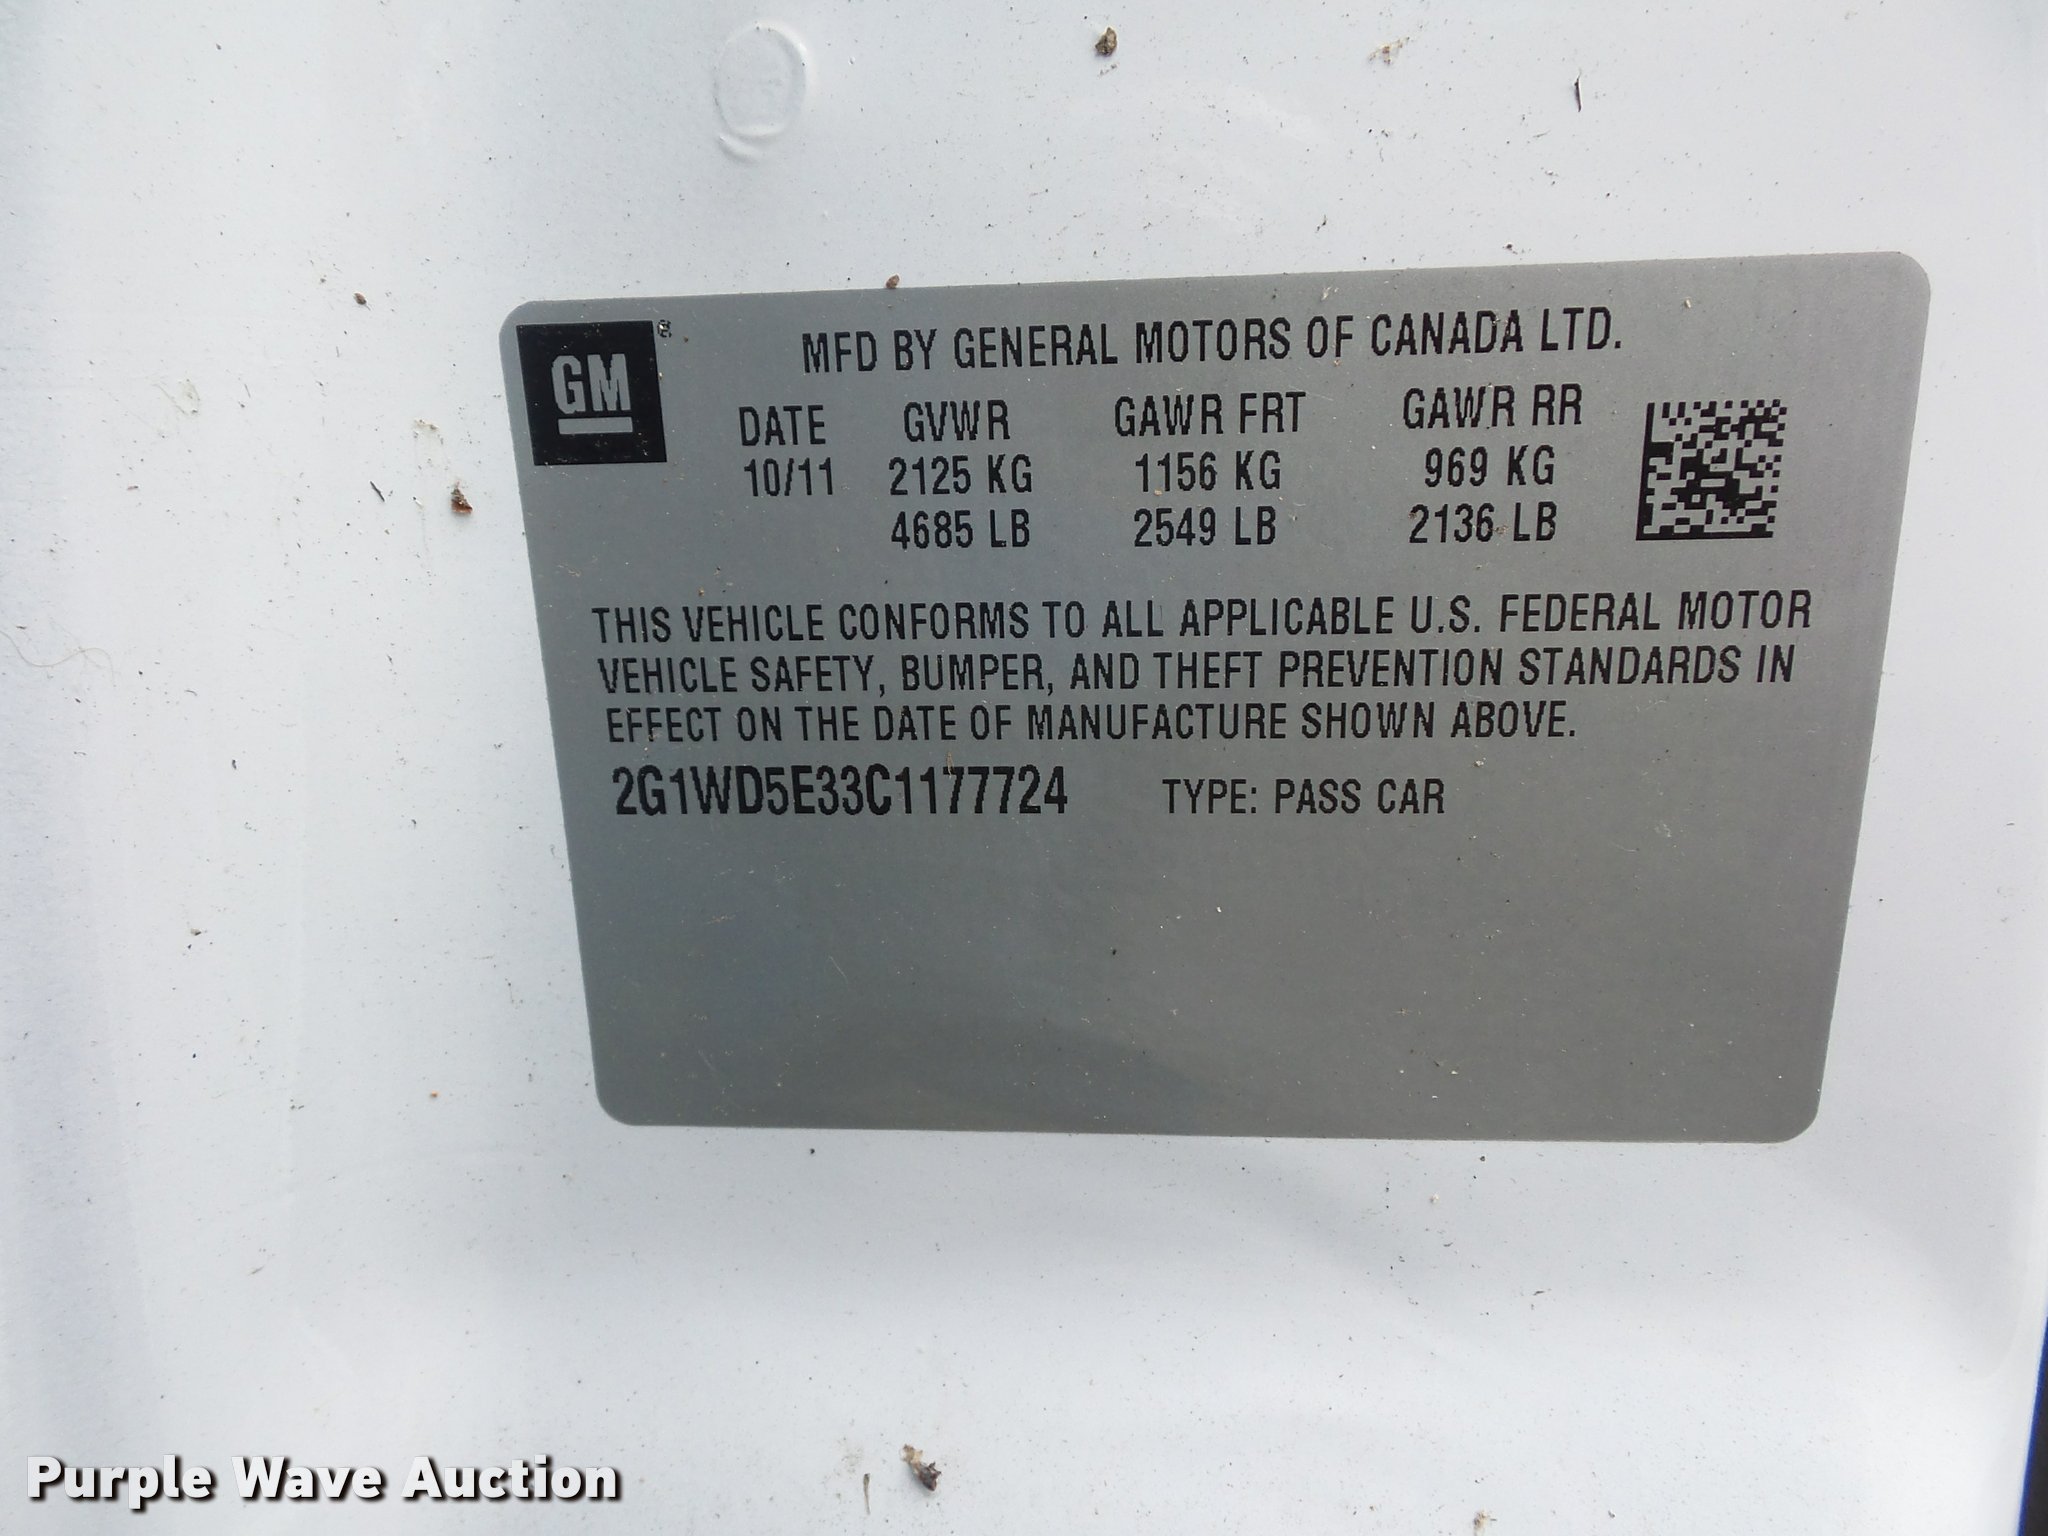 GM ®
MFD BY GENERAL MOTORS OF CANADA LTD.
DATE GVWR GAWR FRT GAWR RR
10/11 2125 KG 1156 KG 969 KG
4685 LB 2549 LB 2136 LB
THIS VEHICLE CONFORMS TO ALL APPLICABLE U.S. FEDERAL MOTOR
VEHICLE SAFETY, BUMPER, AND THEFT PREVENTION STANDARDS IN
EFFECT ON THE DATE OF MANUFACTURE SHOWN ABOVE.
2G1WD5E33C1177724 TYPE: PASS CAR
Purple Wave Auction